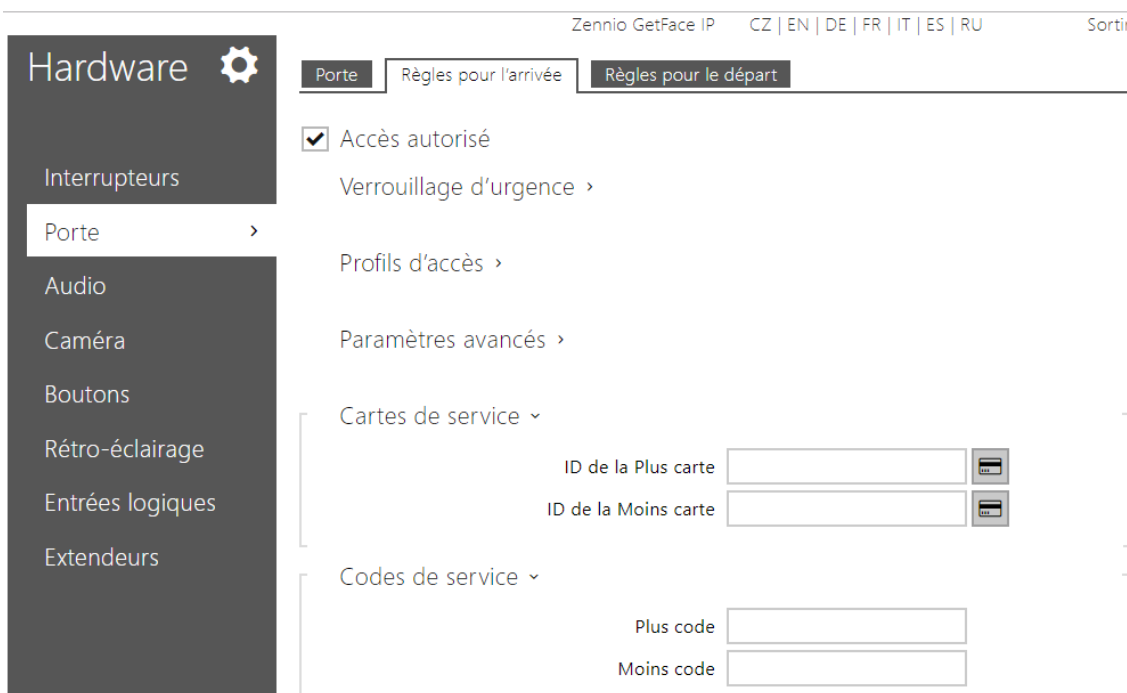 Zennio GetFace IP CZ | EN | DE | FR | IT | ES | RU
Hardware
Porte Règles pour l'arrivée Règles pour le départ
Accès autorisé
Interrupteurs
Verrouillage d'urgence
Porte
Profils d'accès
Audio
Caméra
Paramètres avancés
Boutons
Cartes de service
Rétro-éclairage
ID de la Plus carte
Entrées logiques
ID de la Moins carte
Extendeurs
Codes de service
Plus code
Moins code